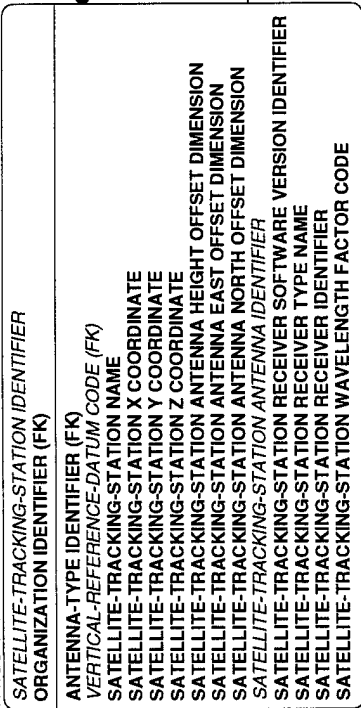 SATELLITE-TRACKING-STATION IDENTIFIER
ORGANIZATION IDENTIFIER (FK)
ANTENNA-TYPE IDENTIFIER (FK)
VERTICAL-REFERENCE-DATUM CODE (FK)
SATELLITE-TRACKING-STATION NAME
SATELLITE-TRACKING-STATION X COORDINATE
SATELLITE-TRACKING-STATION Y COORDINATE
SATELLITE-TRACKING-STATION Z COORDINATE
SATELLITE-TRACKING-STATION ANTENNA HEIGHT OFFSET DIMENSION
SATELLITE-TRACKING-STATION ANTENNA EAST OFFSET DIMENSION
SATELLITE-TRACKING-STATION ANTENNA NORTH OFFSET DIMENSION
SATELLITE-TRACKING-STATION ANTENNA IDENTIFIER
SATELLITE-TRACKING-STATION RECEIVER SOFTWARE VERSION IDENTIFIER
SATELLITE-TRACKING-STATION RECEIVER TYPE NAME
SATELLITE-TRACKING-STATION RECEIVER IDENTIFIER
SATELLITE-TRACKING-STATION WAVELENGTH FACTOR CODE